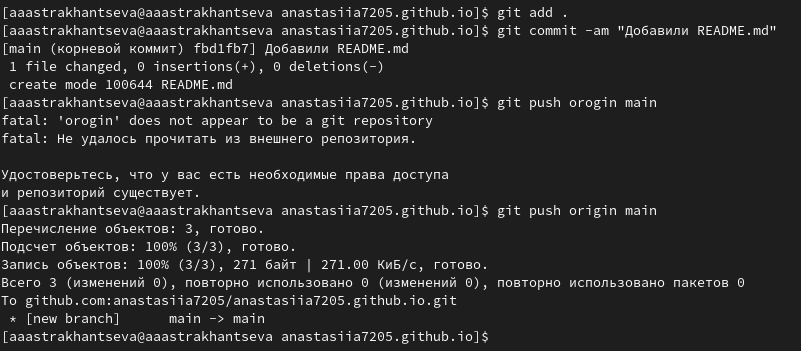 [aaastrakhantseva@aaastrakhantseva anastasiia7205.github.io]$ git add .
[aaastrakhantseva@aaastrakhantseva anastasiia7205.github.io]$ git commit -am "Добавили README.md"
[main (корневой коммит) fbd1fb7] Добавили README.md
 1 file changed, 0 insertions(+), 0 deletions(-)
 create mode 100644 README.md
[aaastrakhantseva@aaastrakhantseva anastasiia7205.github.io]$ git push orogin main
fatal: 'orogin' does not appear to be a git repository
fatal: Не удалось прочитать из внешнего репозитория.

Удостоверьтесь, что у вас есть необходимые права доступа
и репозиторий существует.
[aaastrakhantseva@aaastrakhantseva anastasiia7205.github.io]$ git push origin main
Перечисление объектов: 3, готово.
Подсчет объектов: 100% (3/3), готово.
Запись объектов: 100% (3/3), 271 байт | 271.00 КиБ/с, готово.
Всего 3 (изменений 0), повторно использовано 0 (изменений 0), повторно использовано пакетов 0
To github.com:anastasiia7205/anastasiia7205.github.io.git
 * [new branch]      main -> main
[aaastrakhantseva@aaastrakhantseva anastasiia7205.github.io]$